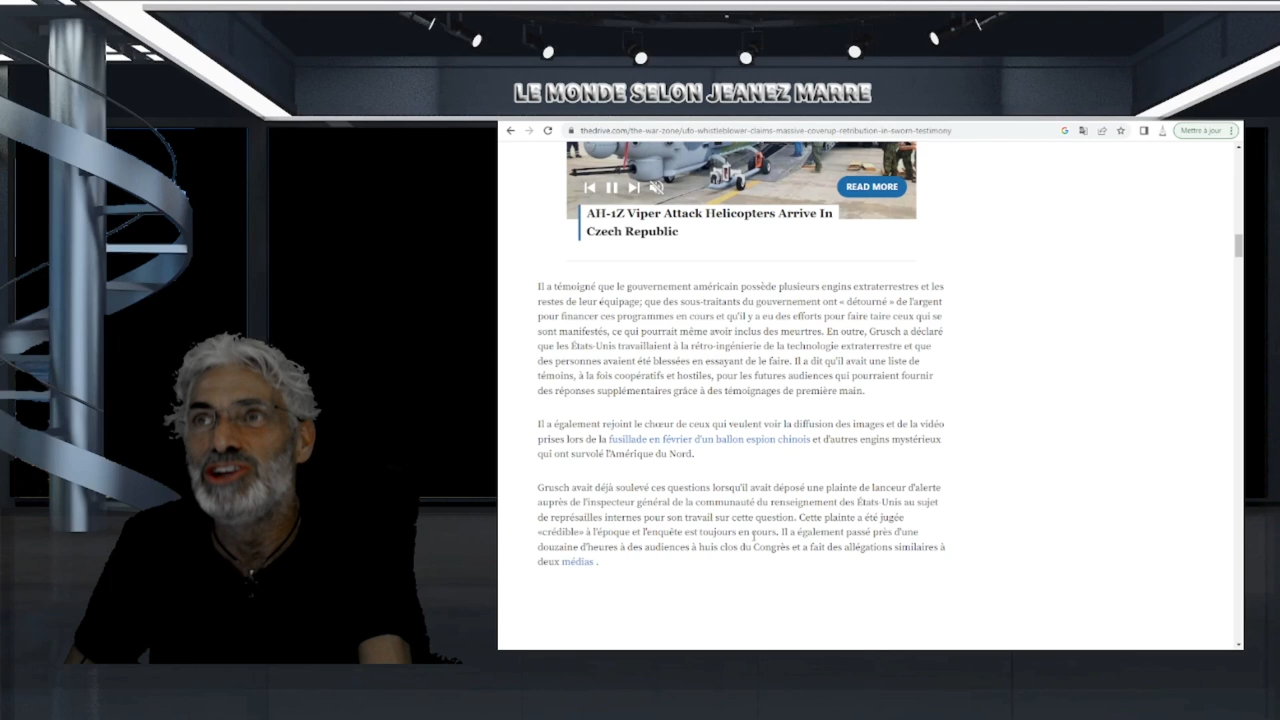 LE MONDE SELON JEANEZ MARRE
thedrive.com/the-war-zone/ufo-whistleblower-claims-massive-coverup-retribution-in-sworn-testimony
Mettre à jour
READ MORE
AH-1Z Viper Attack Helicopters Arrive In
Czech Republic
Il a témoigné que le gouvernement américain possède plusieurs engins extraterrestres et les
restes de leur équipage; que des sous-traitants du gouvernement ont « détourné » de l'argent
pour financer ces programmes en cours et qu'il y a eu des efforts pour faire taire ceux qui se
sont manifestés, ce qui pourrait même avoir inclus des meurtres. En outre, Grusch a déclaré
que les États-Unis travaillaient à la rétro-ingénierie de la technologie extraterrestre et que
des personnes avaient été blessées en essayant de le faire. Il a dit qu'il avait une liste de
témoins, à la fois coopératifs et hostiles, pour les futures audiences qui pourraient fournir
des réponses supplémentaires grâce à des témoignages de première main.
Il a également rejoint le chœur de ceux qui veulent voir la diffusion des images et de la vidéo
prises lors de la fusillade en février d'un ballon espion chinois et d'autres engins mystérieux
qui ont survolé l'Amérique du Nord.
Grusch avait déjà soulevé ces questions lorsqu'il avait déposé une plainte de lanceur d'alerte
auprès de l'inspecteur général de la communauté du renseignement des États-Unis au sujet
de représailles internes pour son travail sur cette question. Cette plainte a été jugée
«crédible» à l'époque et l'enquête est toujours en cours. Il a également passé près d'une
douzaine d'heures à des audiences à huis clos du Congrès et a fait des allégations similaires à
deux médias .